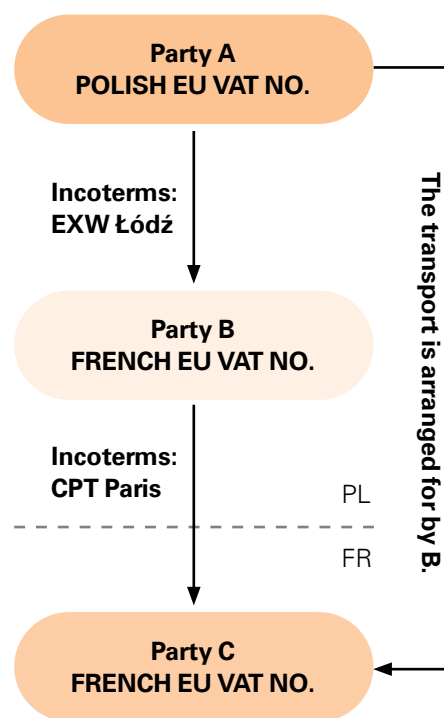 Party A
POLISH EU VAT NO.
Incoterms:
EXW Łódź
The transport is arranged for by B.
Party B
FRENCH EU VAT NO.
Incoterms:
CPT Paris
PL
FR
Party C
FRENCH EU VAT NO.